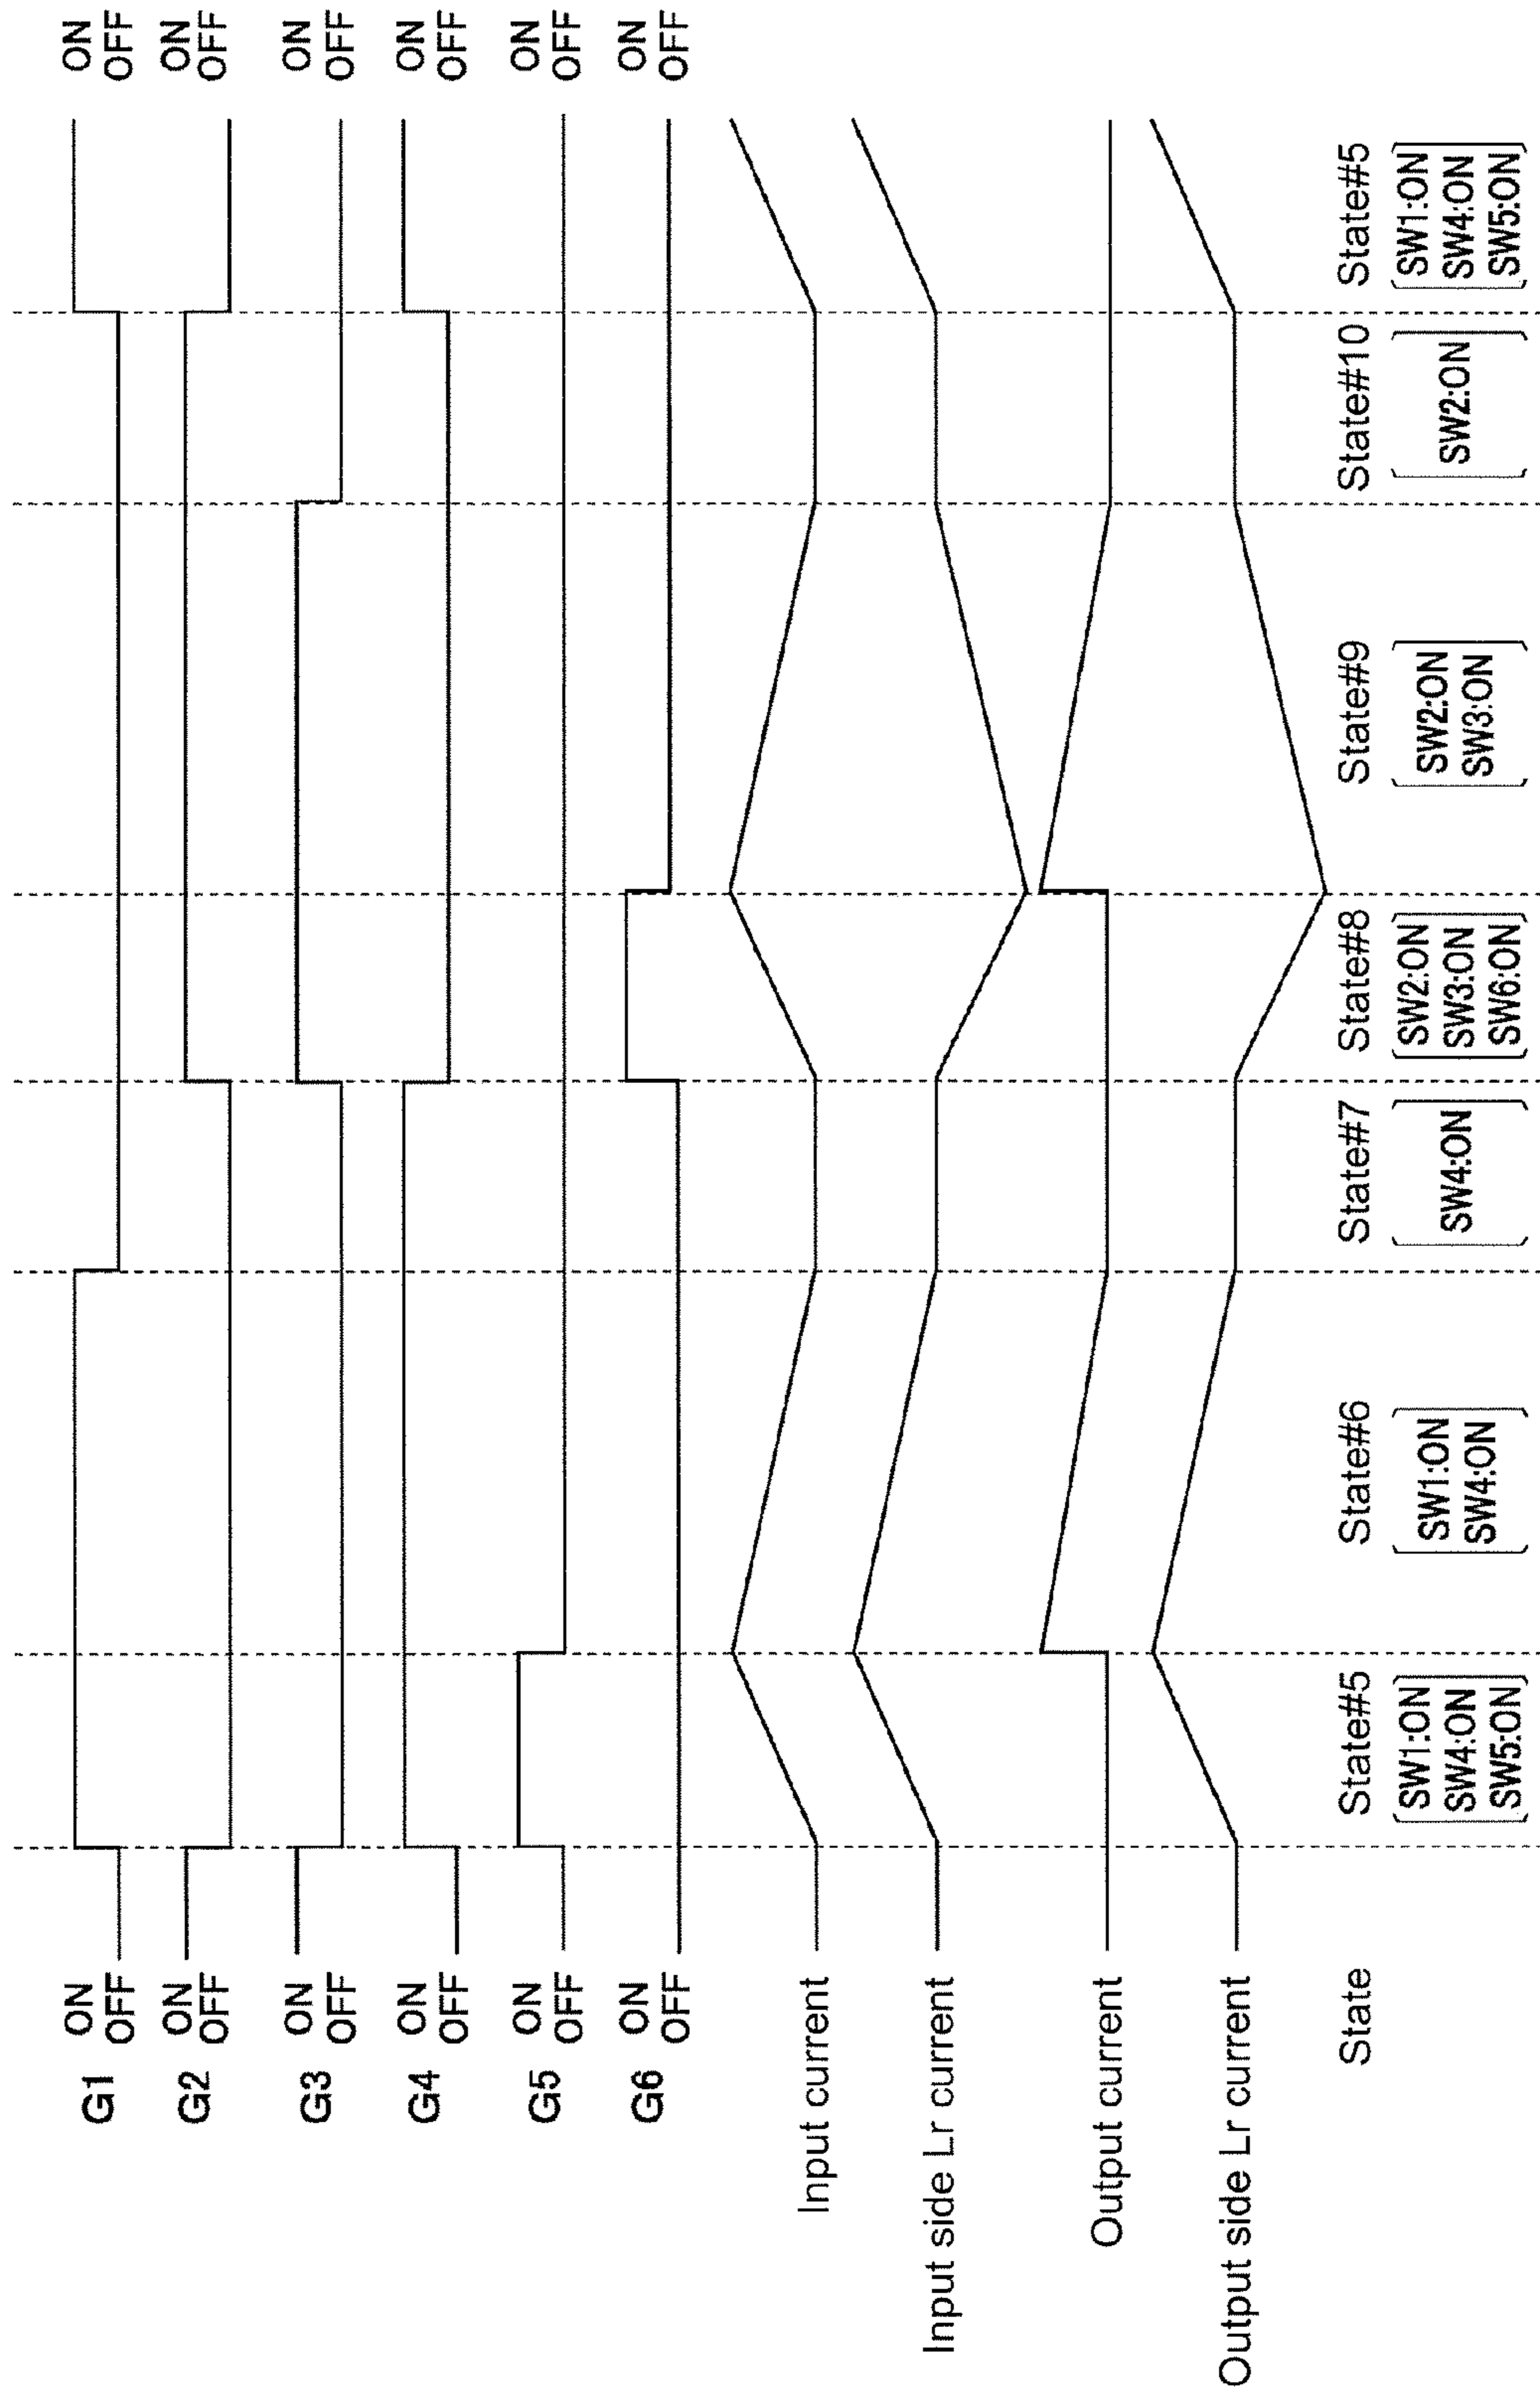 G1
ON
OFF
ON
OFF
G2
ON
OFF
ON
OFF
G3
ON
OFF
ON
OFF
G4
ON
OFF
ON
OFF
G5
ON
OFF
ON
OFF
G6
ON
OFF
ON
OFF
Input current
Input side Lr current
Output current
Output side Lr current
State
State#5
State#6
State#7
State#8
State#9
State#10
State#5
SW1:ON
SW4:ON
SW5:ON
SW1:ON
SW4:ON
SW4:ON
SW2:ON
SW3:ON
SW6:ON
SW2:ON
SW3:ON
SW2:ON
SW1:ON
SW4:ON
SW5:ON